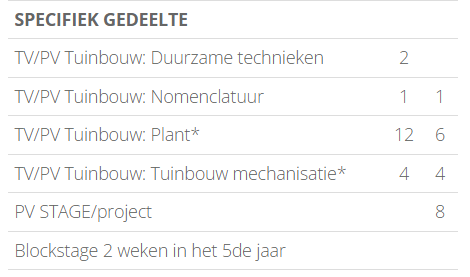 SPECIFIEK GEDEELTE
TV/PV Tuinbouw: Duurzame technieken 2
TV/PV Tuinbouw: Nomenclatuur 1 1
TV/PV Tuinbouw: Plant* 12 6
TV/PV Tuinbouw: Tuinbouw mechanisatie* 4 4
PV STAGE/project 8
Blockstage 2 weken in het 5de jaar